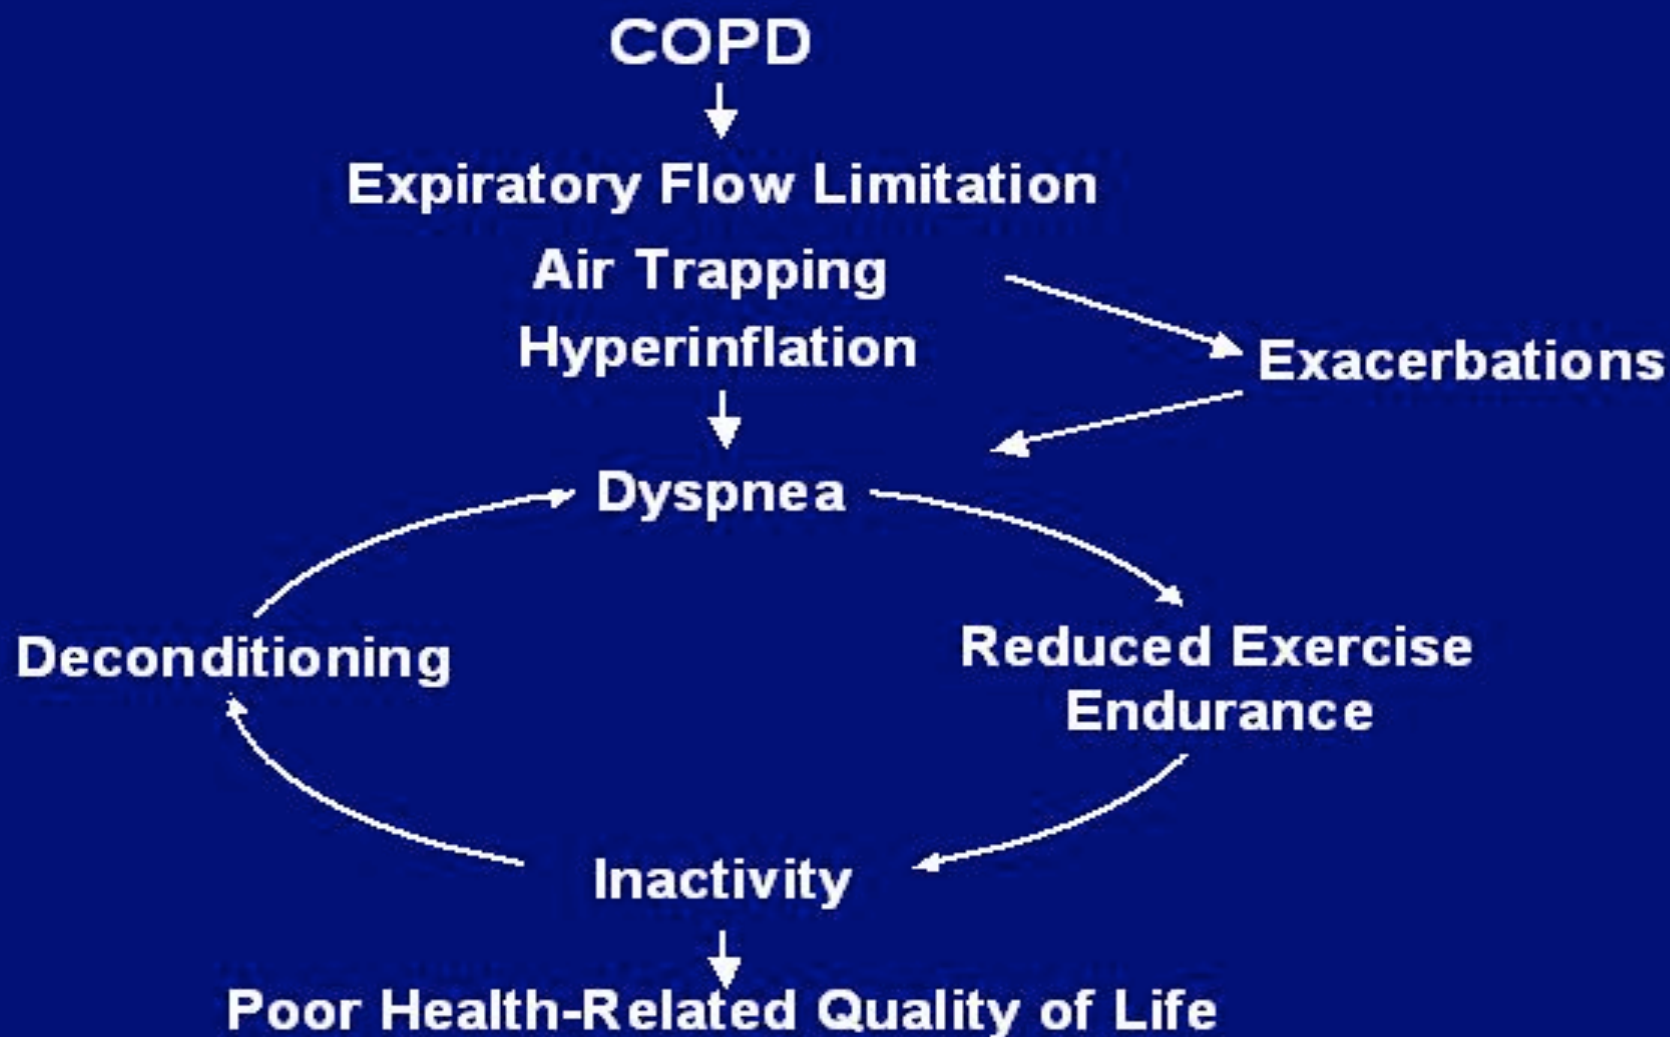 COPD
Expiratory Flow Limitation
Air Trapping
Hyperinflation
Exacerbations
Dyspnea
Deconditioning
Reduced Exercise
Endurance
Inactivity
Poor Health-Related Quality of Life